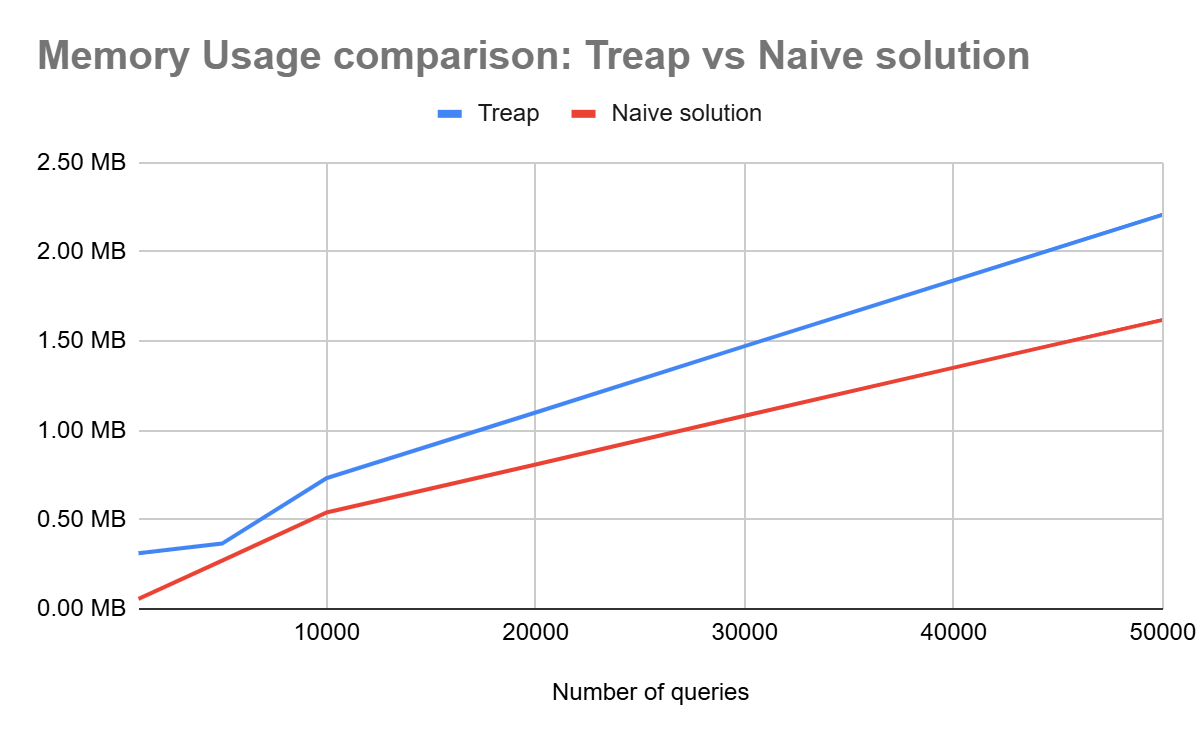 Memory Usage comparison: Treap vs Naive solution
Treap Naive solution
2.50 MB
2.00 MB
1.50 MB
1.00 MB
0.50 MB
0.00 MB
10000 20000 30000 40000 50000
Number of queries